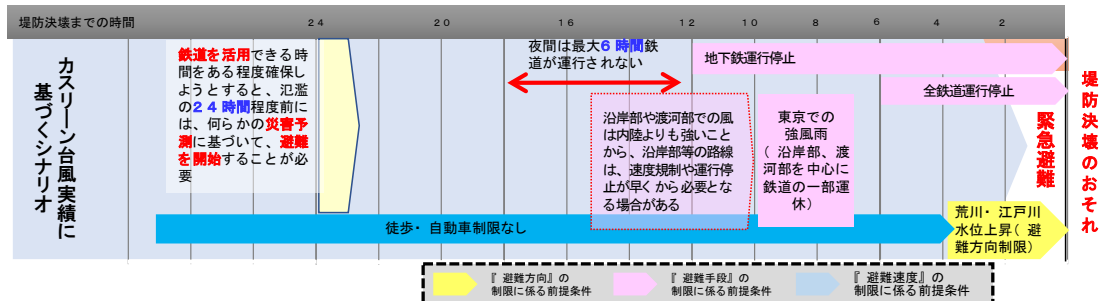 堤防決壊までの時間
24 20 16 12 10 8 6 4 2
カスリーン台風実績に
基づくシナリオ
鉄道を活用できる時
間をある程度確保し
ようとすると、氾濫
の24時間程度前に
は、何らかの災害予
測に基づいて、避難
を開始することが必
要
夜間は最大6時間鉄
道が運行されない
地下鉄運行停止
全鉄道運行停止
沿岸部や渡河部での風
は内陸よりも強いこと
から、沿岸部等の路線
は、速度規制や運行停
止が早くから必要とな
る場合がある
東京での
強風雨
(沿岸部、渡
河部を中心に
鉄道の一部運
休)
緊急避難
堤防決壊のおそれ
徒歩・自動車制限なし
荒川・江戸川
水位上昇(避
難方向制限)
『避難方向』の
制限に係る前提条件
『避難手段』の
制限に係る前提条件
『避難速度』の
制限に係る前提条件